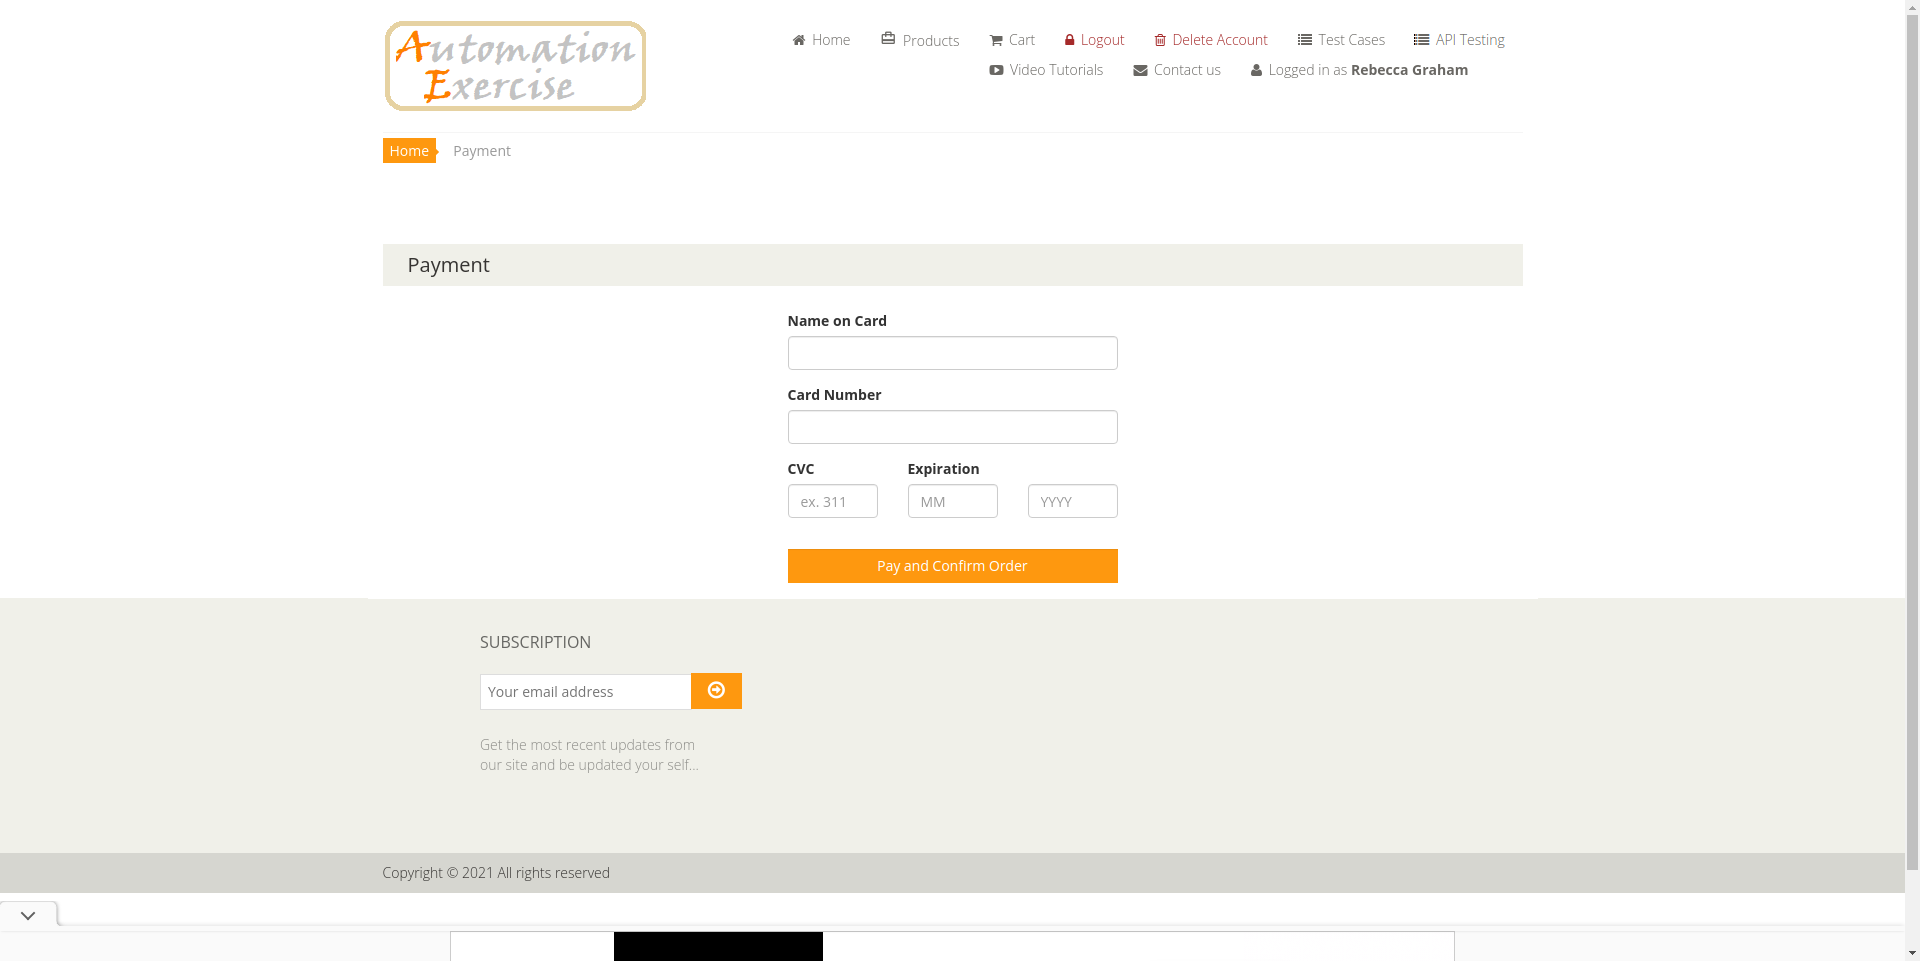 Automation
Exercise
Home
Products
Cart
Logout
Delete Account
Test Cases
API Testing
Video Tutorials
Contact us
Logged in as Rebecca Graham
Home
Payment
Payment
Name on Card
Card Number
CVC
Expiration
ex. 311
MM
YYYY
Pay and Confirm Order
SUBSCRIPTION
Your email address
Get the most recent updates from
our site and be updated your self...
Copyright © 2021 All rights reserved